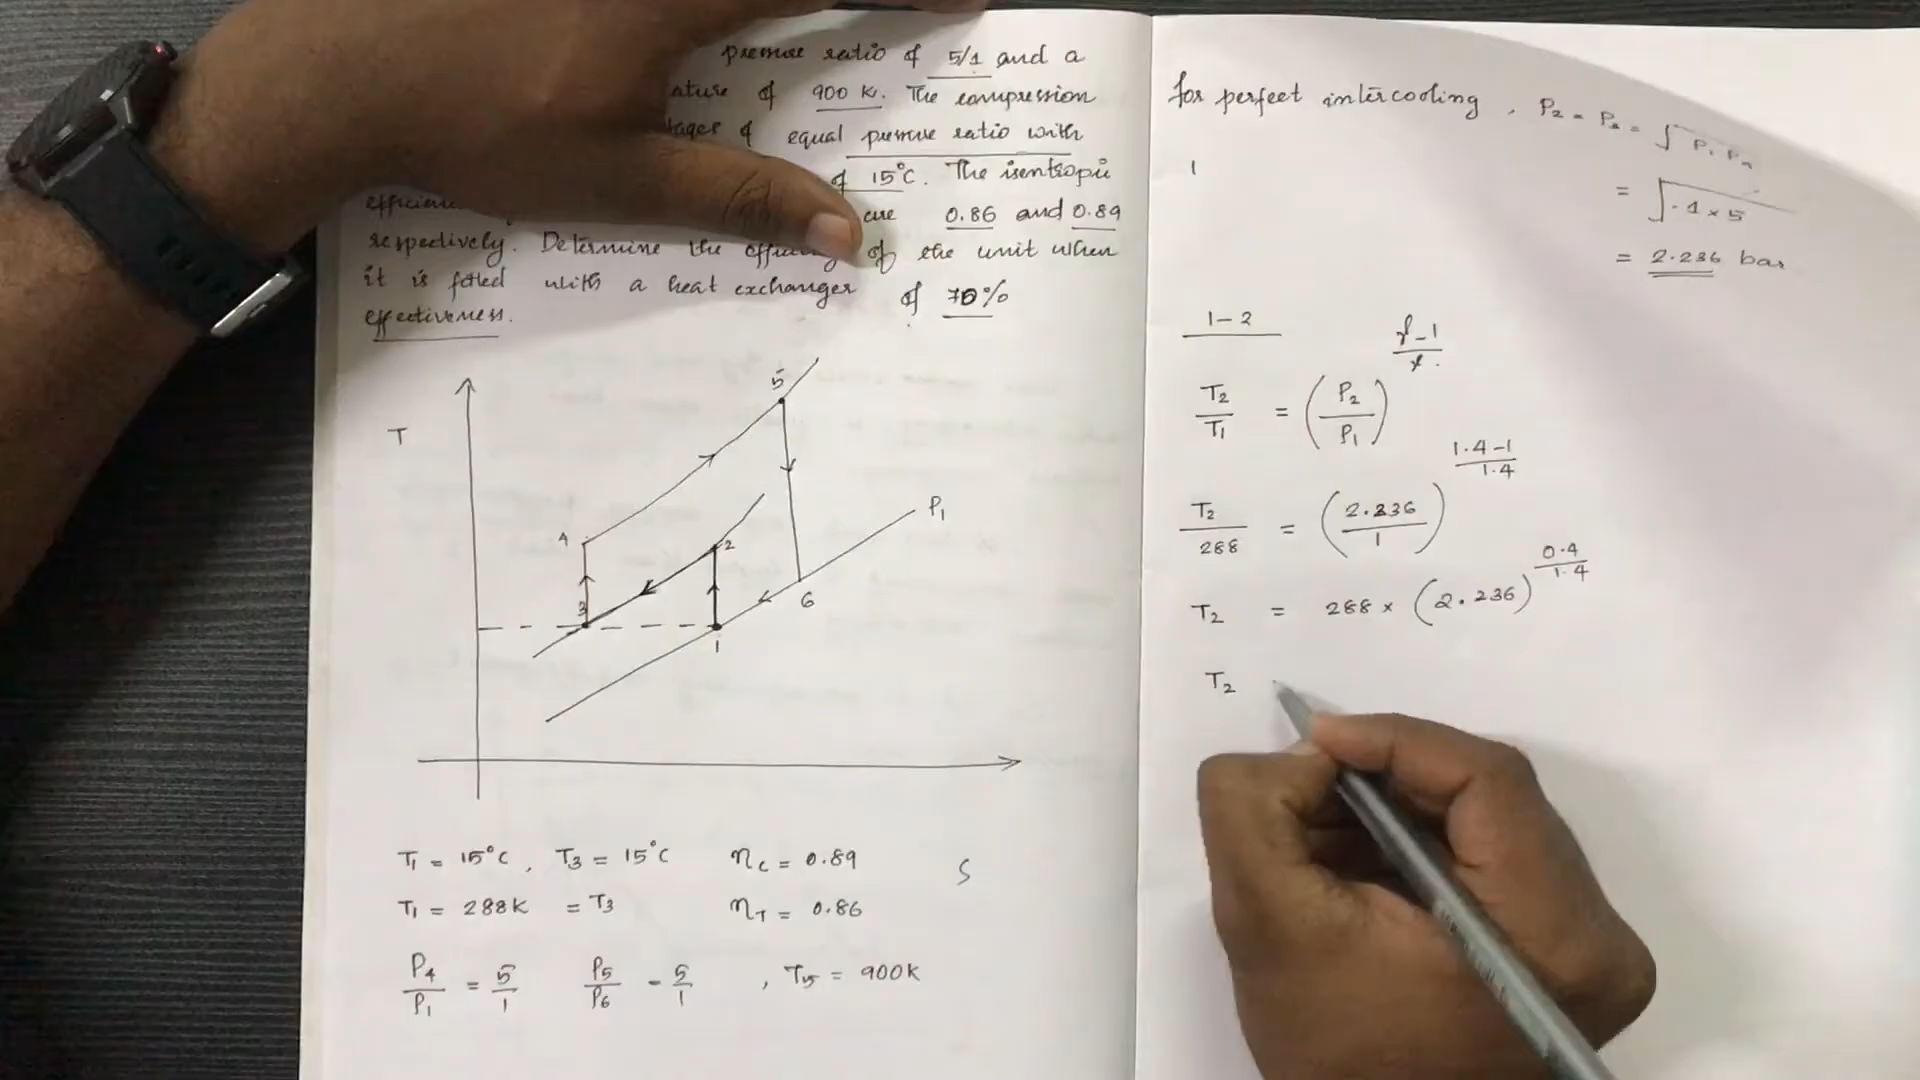 pressure ratio of 5/1 and a
ature of 900 K. The compression
tages of equal pressure ratio with
of 15°C. The isentropic
efficien are 0.86 and 0.89
respectively. Determine the efficiency of the unit when
it is fitted with a heat exchanger of 70%
effectiveness.
T
5
4
2
3
1
6
P1
S
T1 = 15°C, T3 = 15°C ηC = 0.89
T1 = 288K = T3 ηT = 0.86
P4/P1 = 5/1 P5/P6 - 5/1 , T5 = 900K
for perfect intercooling, P2 = P3 = √P1 P4
1
= √1×5
= 2.236 bar
1-2
T2/T1 = (P2/P1)^(γ-1/γ)
T2/288 = (2.236/1)^(1.4-1/1.4)
T2 = 288 × (2.236)^(0.4/1.4)
T2